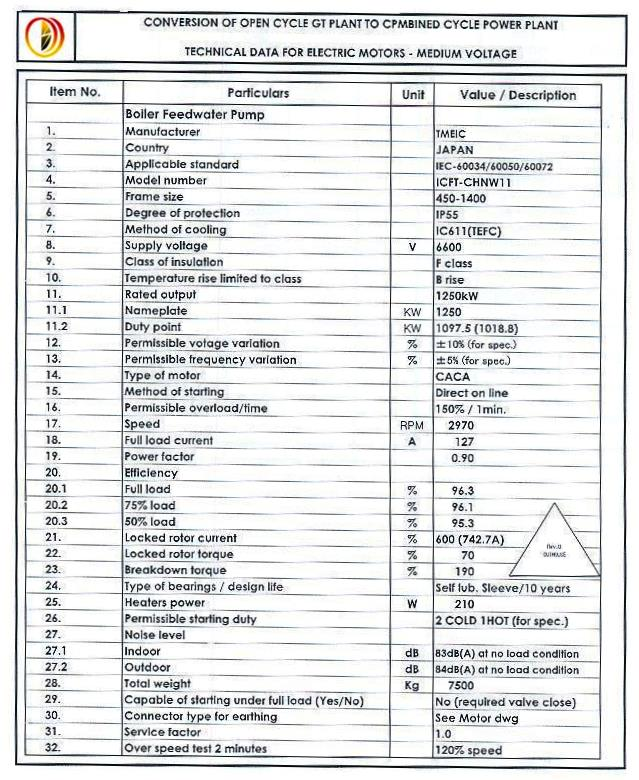 CONVERSION OF OPEN CYCLE GT PLANT TO CPMBINED CYCLE POWER PLANT
TECHNICAL DATA FOR ELECTRIC MOTORS - MEDIUM VOLTAGE
Item No. Particulars Unit Value / Description
Boiler Feedwater Pump
1. Manufacturer TMEIC
2. Country JAPAN
3. Applicable standard IEC-60034/60050/60072
4. Model number ICFT-CHNW11
5. Frame size 450-1400
6. Degree of protection IP55
7. Method of cooling IC611(TEFC)
8. Supply voltage V 6600
9. Class of insulation F class
10. Temperature rise limited to class B rise
11. Rated output 1250kW
11.1 Nameplate KW 1250
11.2 Duty point KW 1097.5 (1018.8)
12. Permissible votage variation % ±10% (for spec.)
13. Permissible frequency variation % ±5% (for spec.)
14. Type of motor CACA
15. Method of starting Direct on line
16. Permissible overload/time 150% / 1min.
17. Speed RPM 2970
18. Full load current A 127
19. Power factor 0.90
20. Efficiency
20.1 Full load % 96.3
20.2 75% load % 96.1
20.3 50% load % 95.3
21. Locked rotor current % 600 (742.7A)
22. Locked rotor torque % 70
23. Breakdown torque % 190
Rev.0
24. Type of bearings / design life Self lub. Sleeve/10 years
25. Heaters power W 210
26. Permissible starting duty 2 COLD 1HOT (for spec.)
27. Noise level
27.1 Indoor dB 83dB(A) at no load condition
27.2 Outdoor dB 84dB(A) at no load condition
28. Total weight Kg 7500
29. Capable of starting under full load (Yes/No) No (required valve close)
30. Connector type for earthing See Motor dwg
31. Service factor 1.0
32. Over speed test 2 minutes 120% speed